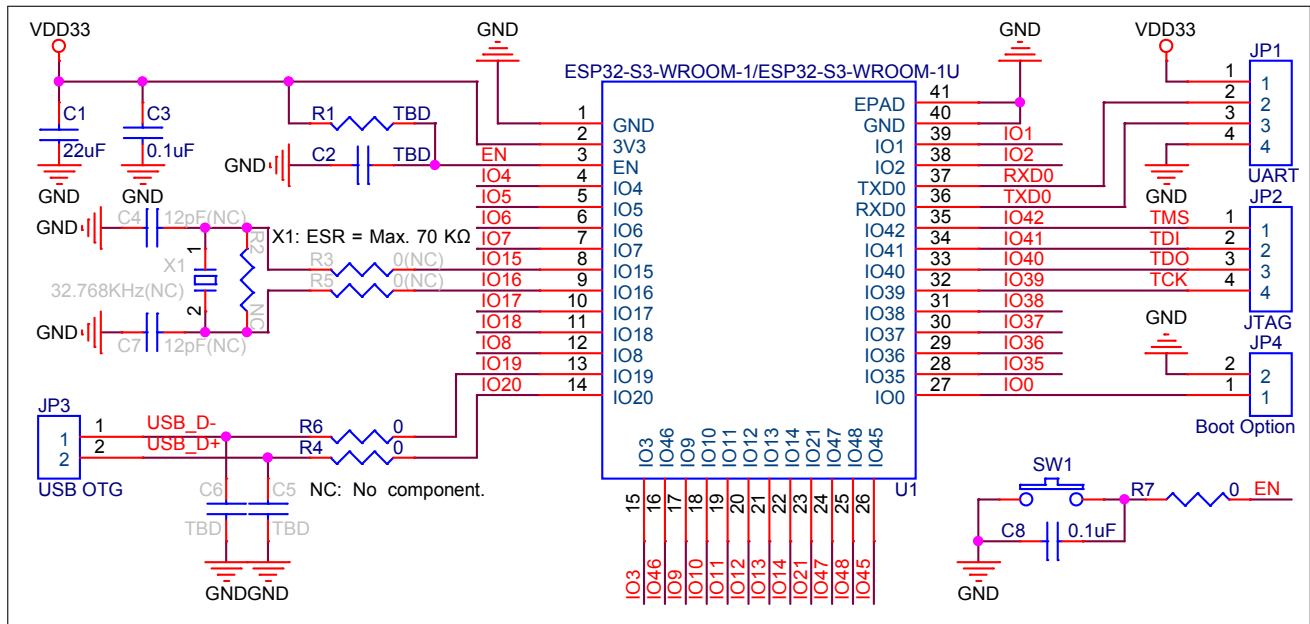 VDD33
GND
GND
VDD33
JP1
ESP32-S3-WROOM-1/ESP32-S3-WROOM-1U
C1
22uF
GND
C3
0.1uF
GND
R1 TBD
GND C2 TBD
EN
IO4
IO5
IO6
IO7
IO15
IO16
IO17
IO18
IO8
IO19
IO20
1 GND
2 3V3
3 EN
4 IO4
5 IO5
6 IO6
7 IO7
8 IO15
9 IO16
10 IO17
11 IO18
12 IO8
13 IO19
14 IO20
EPAD 41
GND 40
IO1 39 IO1
IO2 38 IO2
TXD0 37 RXD0
RXD0 36 TXD0
IO42 35 IO42 TMS
IO41 34 IO41 TDI
IO40 33 IO40 TDO
IO39 32 IO39 TCK
IO38 31 IO38
IO37 30 IO37
IO36 29 IO36
IO35 28 IO35
IO0 27 IO0
1 1
2 2
3 3
4 4
UART
GND
JP2
1 1
2 2
3 3
4 4
JTAG
GND
JP4
2 2
1 1
Boot Option
GND C4 12pF(NC)
X1: ESR = Max. 70 KΩ
1
X1
32.768KHz(NC)
2
R2
NC
R3 0(NC)
R5 0(NC)
GND C7 12pF(NC)
JP3
1 1 USB_D-
2 2 USB_D+
USB OTG
R6 0
R4 0
C6
TBD
C5
TBD
NC: No component.
GND GND
IO3 IO46 IO9 IO10 IO11 IO12 IO13 IO14 IO21 IO47 IO48 IO45
U1
15 16 17 18 19 20 21 22 23 24 25 26
IO3 IO46 IO9 IO10 IO11 IO12 IO13 IO14 IO21 IO47 IO48 IO45
SW1
R7 0 EN
C8 0.1uF
GND